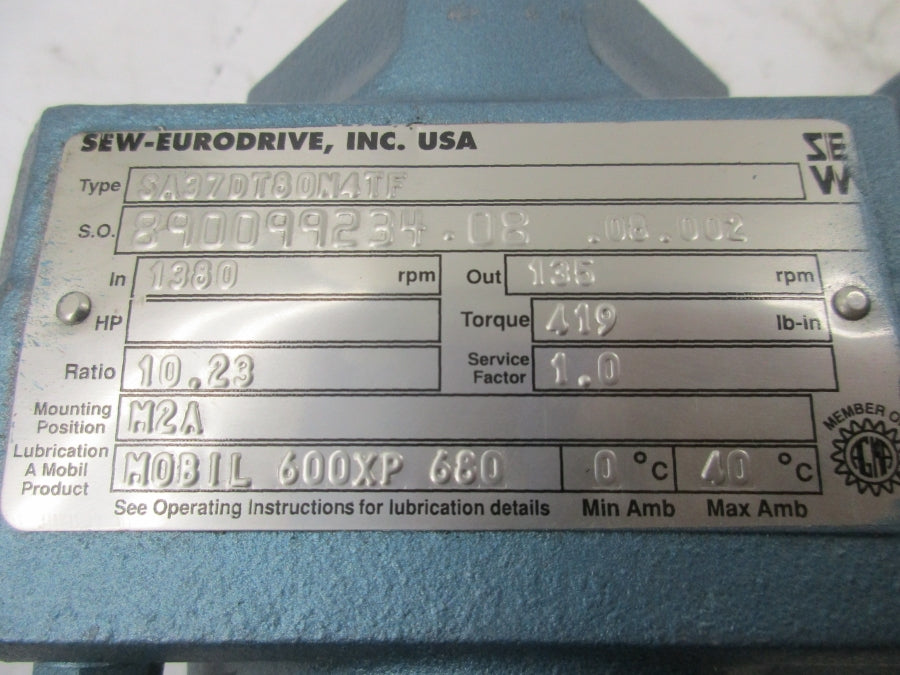 SEW-EURODRIVE, INC. USA
SEW
Type SA37DT80N4TF
S.O. 890099234.08 .08.002
In 1380 rpm Out 135 rpm
HP Torque 419 lb-in
Ratio 10.23 Service Factor 1.0
Mounting Position M2A
Lubrication A Mobil Product MOBIL 600XP 680 0 °C 40 °C
See Operating Instructions for lubrication details Min Amb Max Amb
MEMBER OF
AGMA